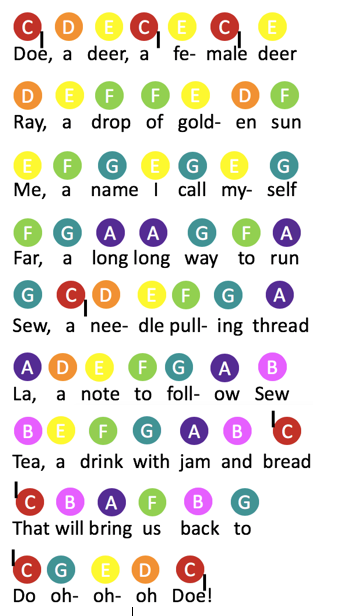 C D E C E C E
Doe, a deer, a fe- male deer
D E F F E D F
Ray, a drop of gold- en sun
E F G E G E G
Me, a name I call my- self
F G A A G F A
Far, a long long way to run
G C D E F G A
Sew, a nee- dle pull- ing thread
A D E F G A B
La, a note to foll- ow Sew
B E F G A B C
Tea, a drink with jam and bread
C B A F B G
That will bring us back to
C G E D C
Do oh- oh- oh Doe!